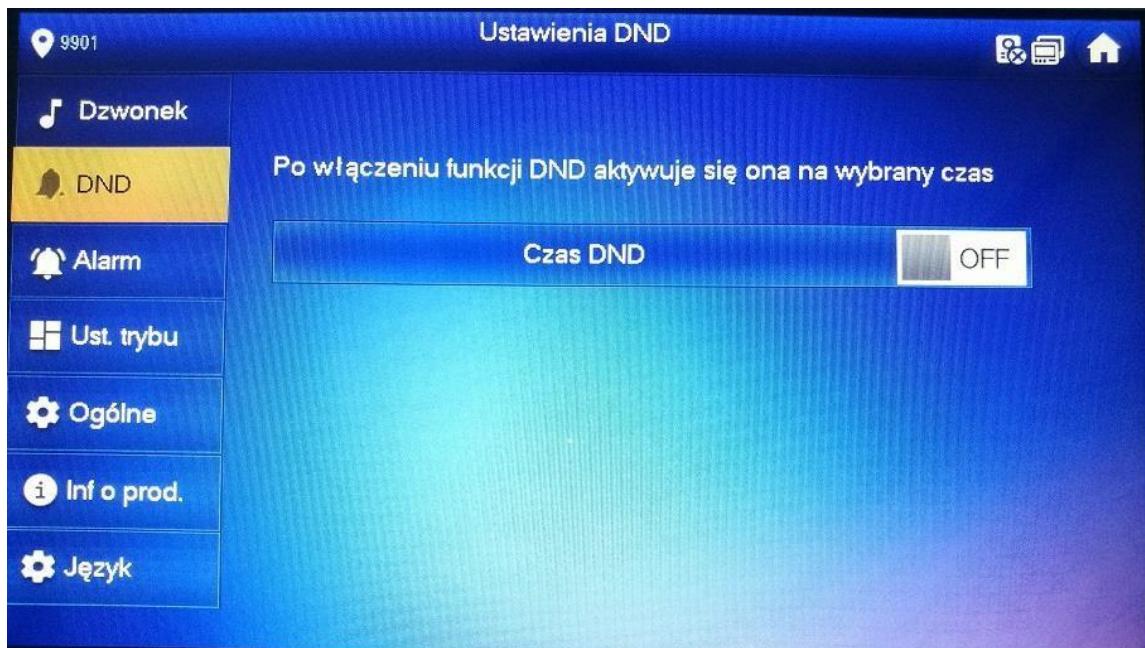 9901
Ustawienia DND
Dzwonek
DND
Alarm
Ust. trybu
Ogólne
Inf o prod.
Język
Po włączeniu funkcji DND aktywuje się ona na wybrany czas
Czas DND
OFF